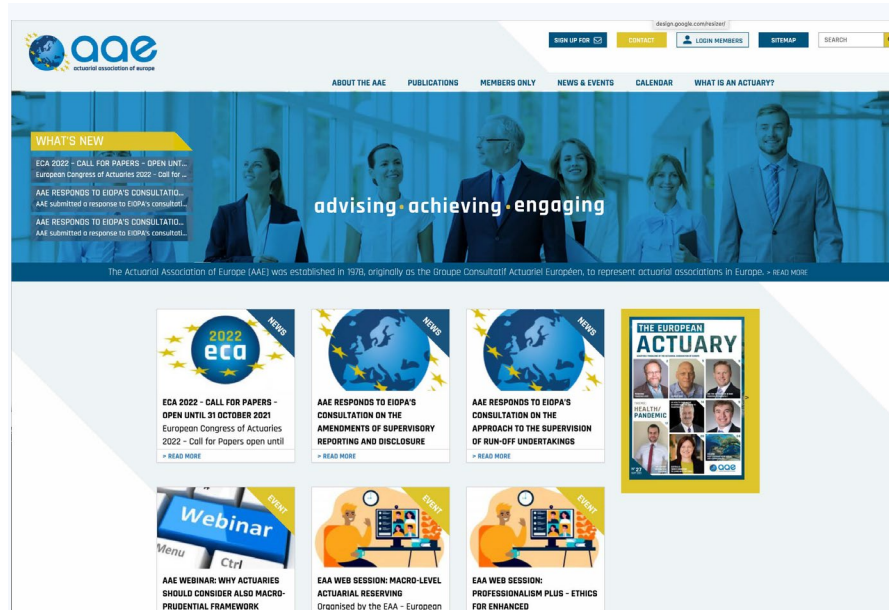 design.google.com/resizer/
aae
actuarial association of europe
SIGN UP FOR
CONTACT
LOGIN MEMBERS
SITEMAP
SEARCH
ABOUT THE AAE
PUBLICATIONS
MEMBERS ONLY
NEWS & EVENTS
CALENDAR
WHAT IS AN ACTUARY?
WHAT'S NEW
ECA 2022 - CALL FOR PAPERS - OPEN UNT...
European Congress of Actuaries 2022 - Call for ...
AAE RESPONDS TO EIOPA'S CONSULTATIO...
AAE submitted a response to EIOPA's consultati...
AAE RESPONDS TO EIOPA'S CONSULTATIO...
AAE submitted a response to EIOPA's consultati...
advising·achieving·engaging
The Actuarial Association of Europe (AAE) was established in 1978, originally as the Groupe Consultatif Actuariel Européen, to represent actuarial associations in Europe. > READ MORE
NEWS
2022
eca
ECA 2022 - CALL FOR PAPERS -
OPEN UNTIL 31 OCTOBER 2021
European Congress of Actuaries
2022 - Call for Papers open until
> READ MORE
NEWS
AAE RESPONDS TO EIOPA'S
CONSULTATION ON THE
AMENDMENTS OF SUPERVISORY
REPORTING AND DISCLOSURE
> READ MORE
NEWS
AAE RESPONDS TO EIOPA'S
CONSULTATION ON THE
APPROACH TO THE SUPERVISION
OF RUN-OFF UNDERTAKINGS
> READ MORE
THE EUROPEAN
ACTUARY
HEALTH/
PANDEMIC
Nº 27
aae
>
EVENT
Webinar
Menu
Ctrl
AAE WEBINAR: WHY ACTUARIES
SHOULD CONSIDER ALSO MACRO-
PRUDENTIAL FRAMEWORK
EVENT
EAA WEB SESSION: MACRO-LEVEL
ACTUARIAL RESERVING
Organised by the EAA - European
EVENT
EAA WEB SESSION:
PROFESSIONALISM PLUS - ETHICS
FOR ENHANCED